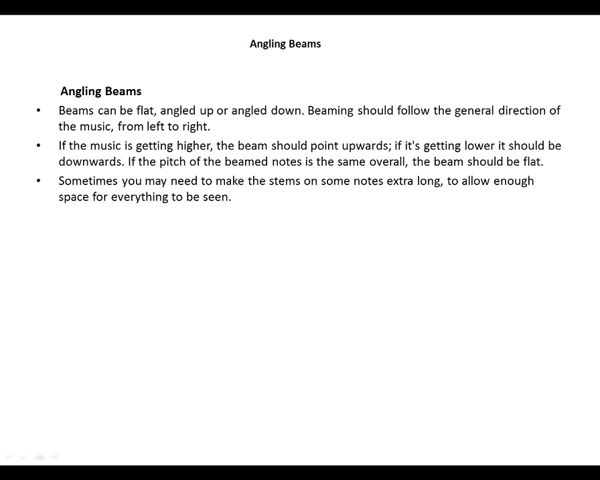 Angling Beams
Angling Beams
• Beams can be flat, angled up or angled down. Beaming should follow the general direction of
the music, from left to right.
• If the music is getting higher, the beam should point upwards; if it's getting lower it should be
downwards. If the pitch of the beamed notes is the same overall, the beam should be flat.
• Sometimes you may need to make the stems on some notes extra long, to allow enough
space for everything to be seen.